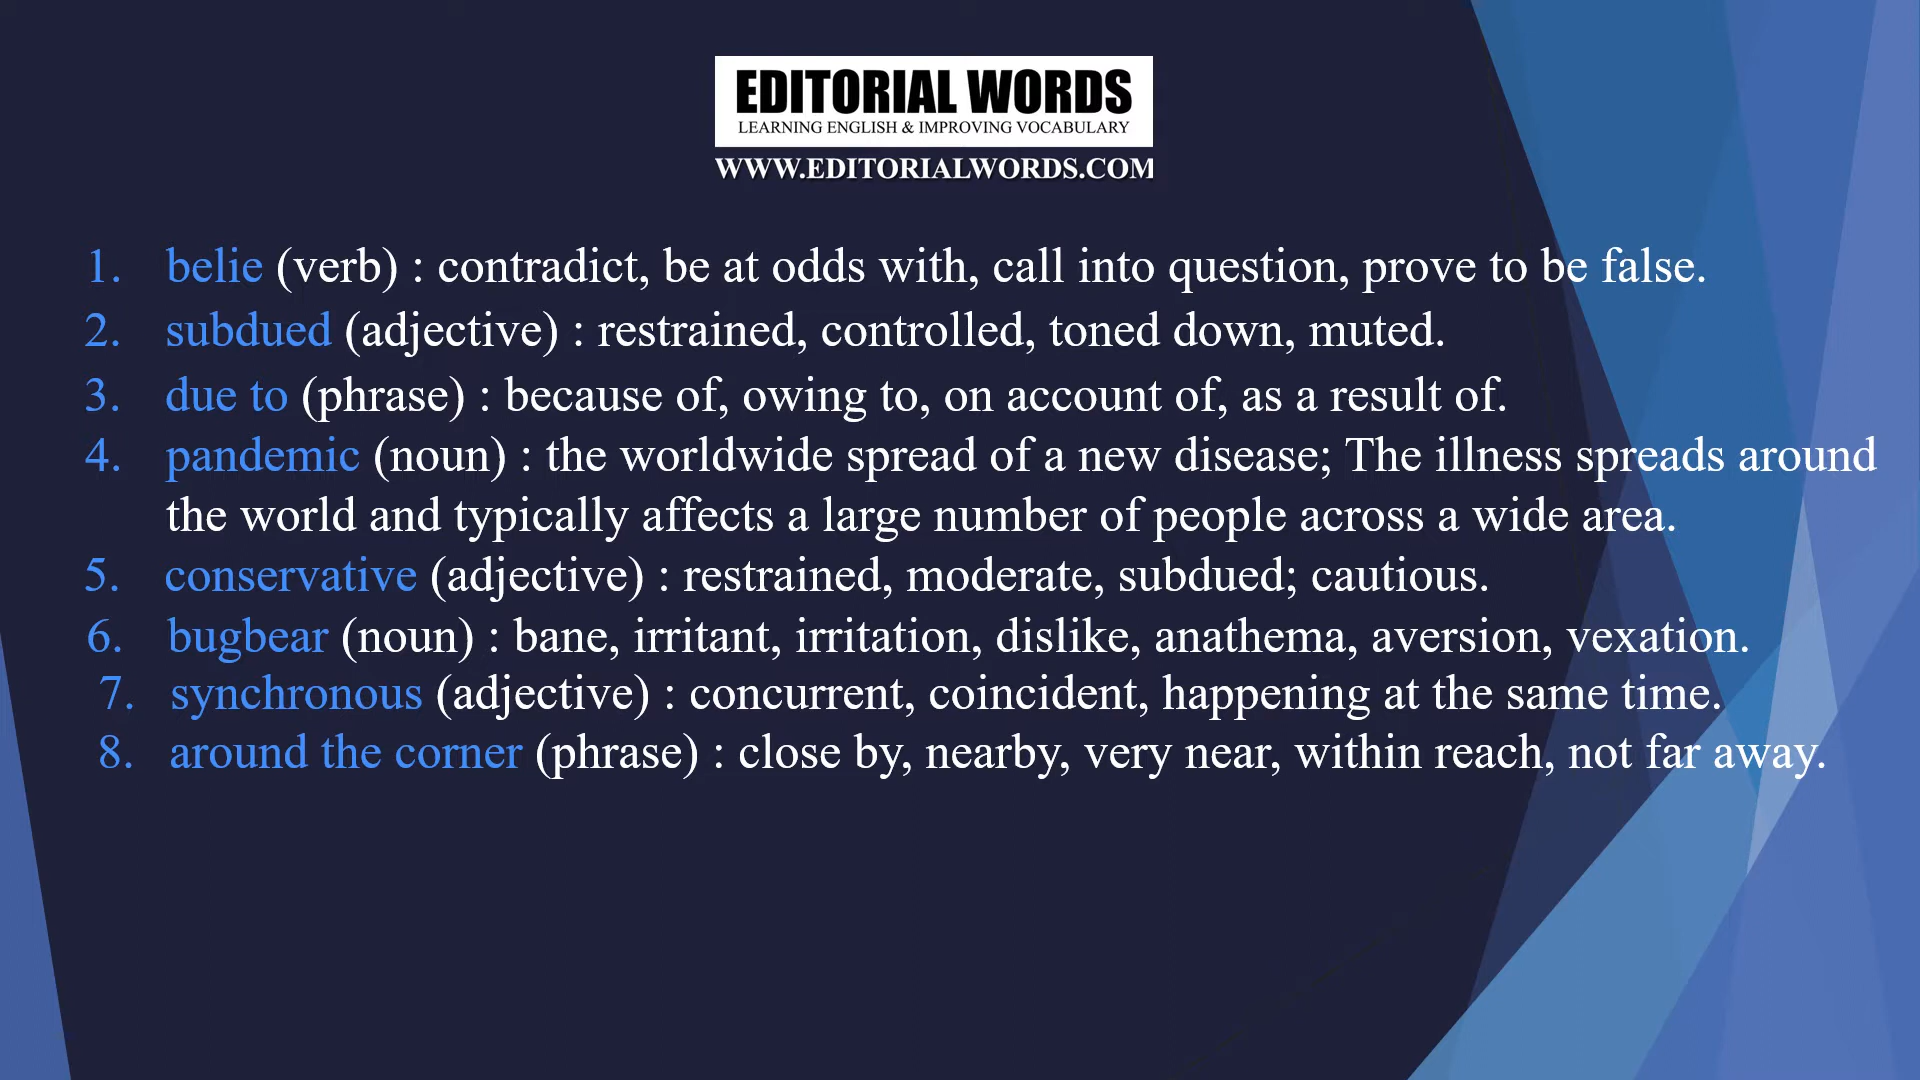 EDITORIAL WORDS
LEARNING ENGLISH & IMPROVING VOCABULARY
WWW.EDITORIALWORDS.COM
1. belie (verb) : contradict, be at odds with, call into question, prove to be false.
2. subdued (adjective) : restrained, controlled, toned down, muted.
3. due to (phrase) : because of, owing to, on account of, as a result of.
4. pandemic (noun) : the worldwide spread of a new disease; The illness spreads around
the world and typically affects a large number of people across a wide area.
5. conservative (adjective) : restrained, moderate, subdued; cautious.
6. bugbear (noun) : bane, irritant, irritation, dislike, anathema, aversion, vexation.
7. synchronous (adjective) : concurrent, coincident, happening at the same time.
8. around the corner (phrase) : close by, nearby, very near, within reach, not far away.